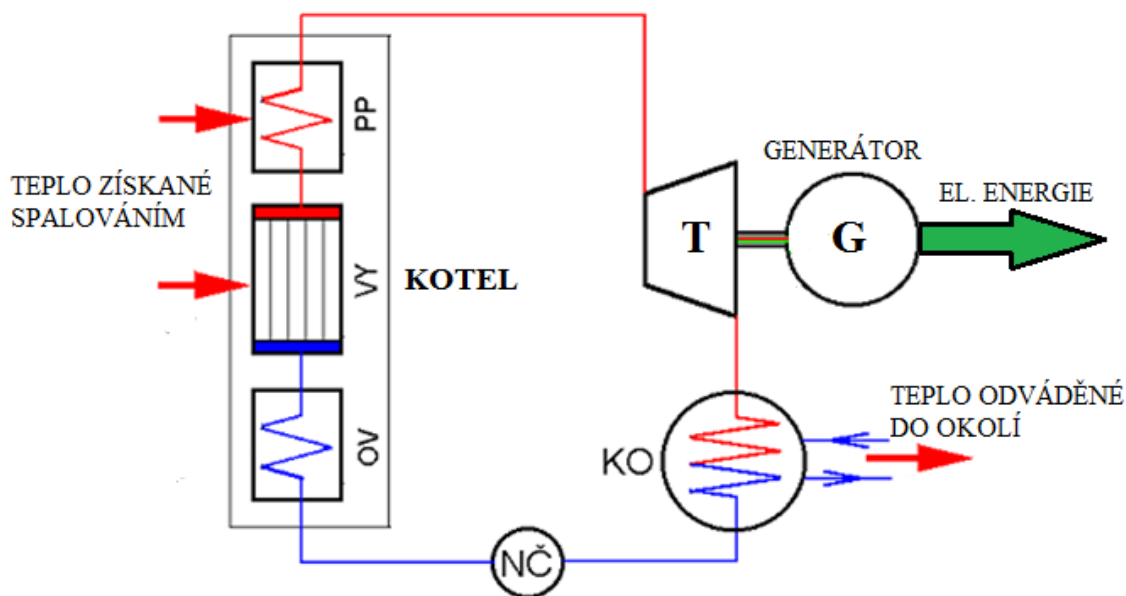 PP
TEPLO ZÍSKANÉ
SPALOVÁNÍM
VY
KOTEL
OV
GENERÁTOR
EL. ENERGIE
T
G
TEPLO ODVÁDĚNÉ
DO OKOLÍ
KO
NČ